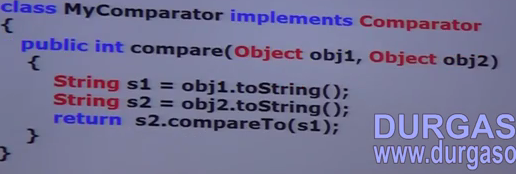 class MyComparator implements Comparator
{
public int compare(Object obj1, Object obj2)
{
String s1 = obj1.toString();
String s2 = obj2.toString();
return s2.compareTo(s1);
}
}
DURGAS
www.durgaso